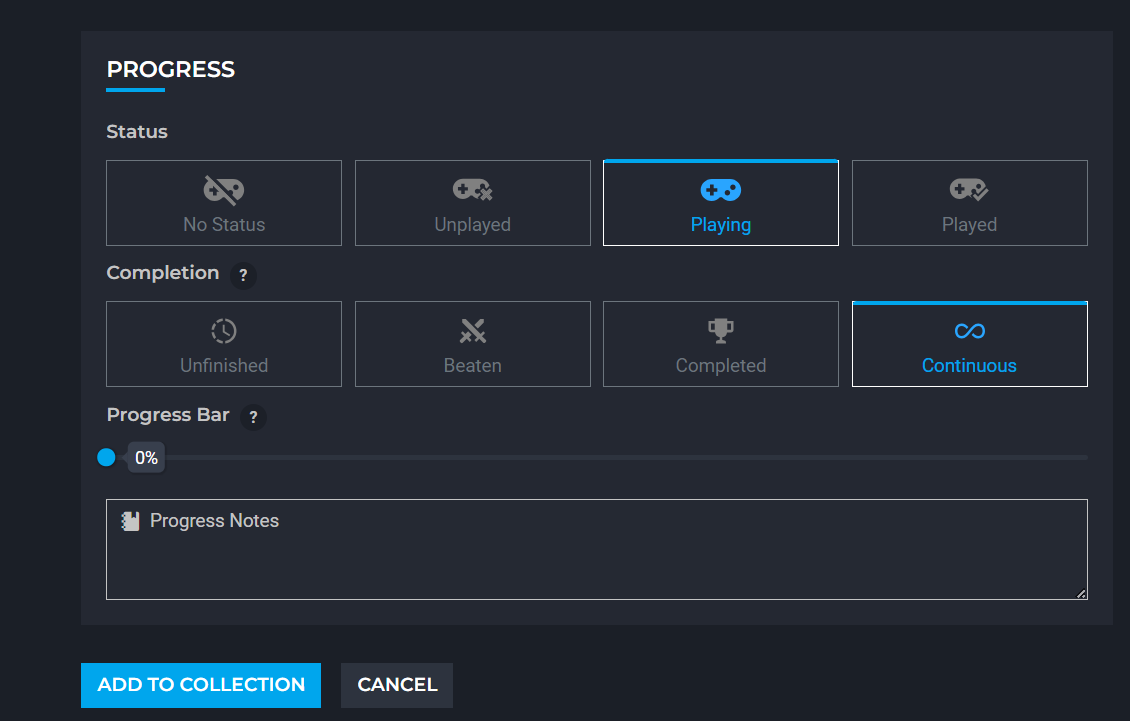 PROGRESS
Status
No Status
Unplayed
Playing
Played
Completion ?
Unfinished
Beaten
Completed
Continuous
Progress Bar ?
0%
Progress Notes
ADD TO COLLECTION
CANCEL